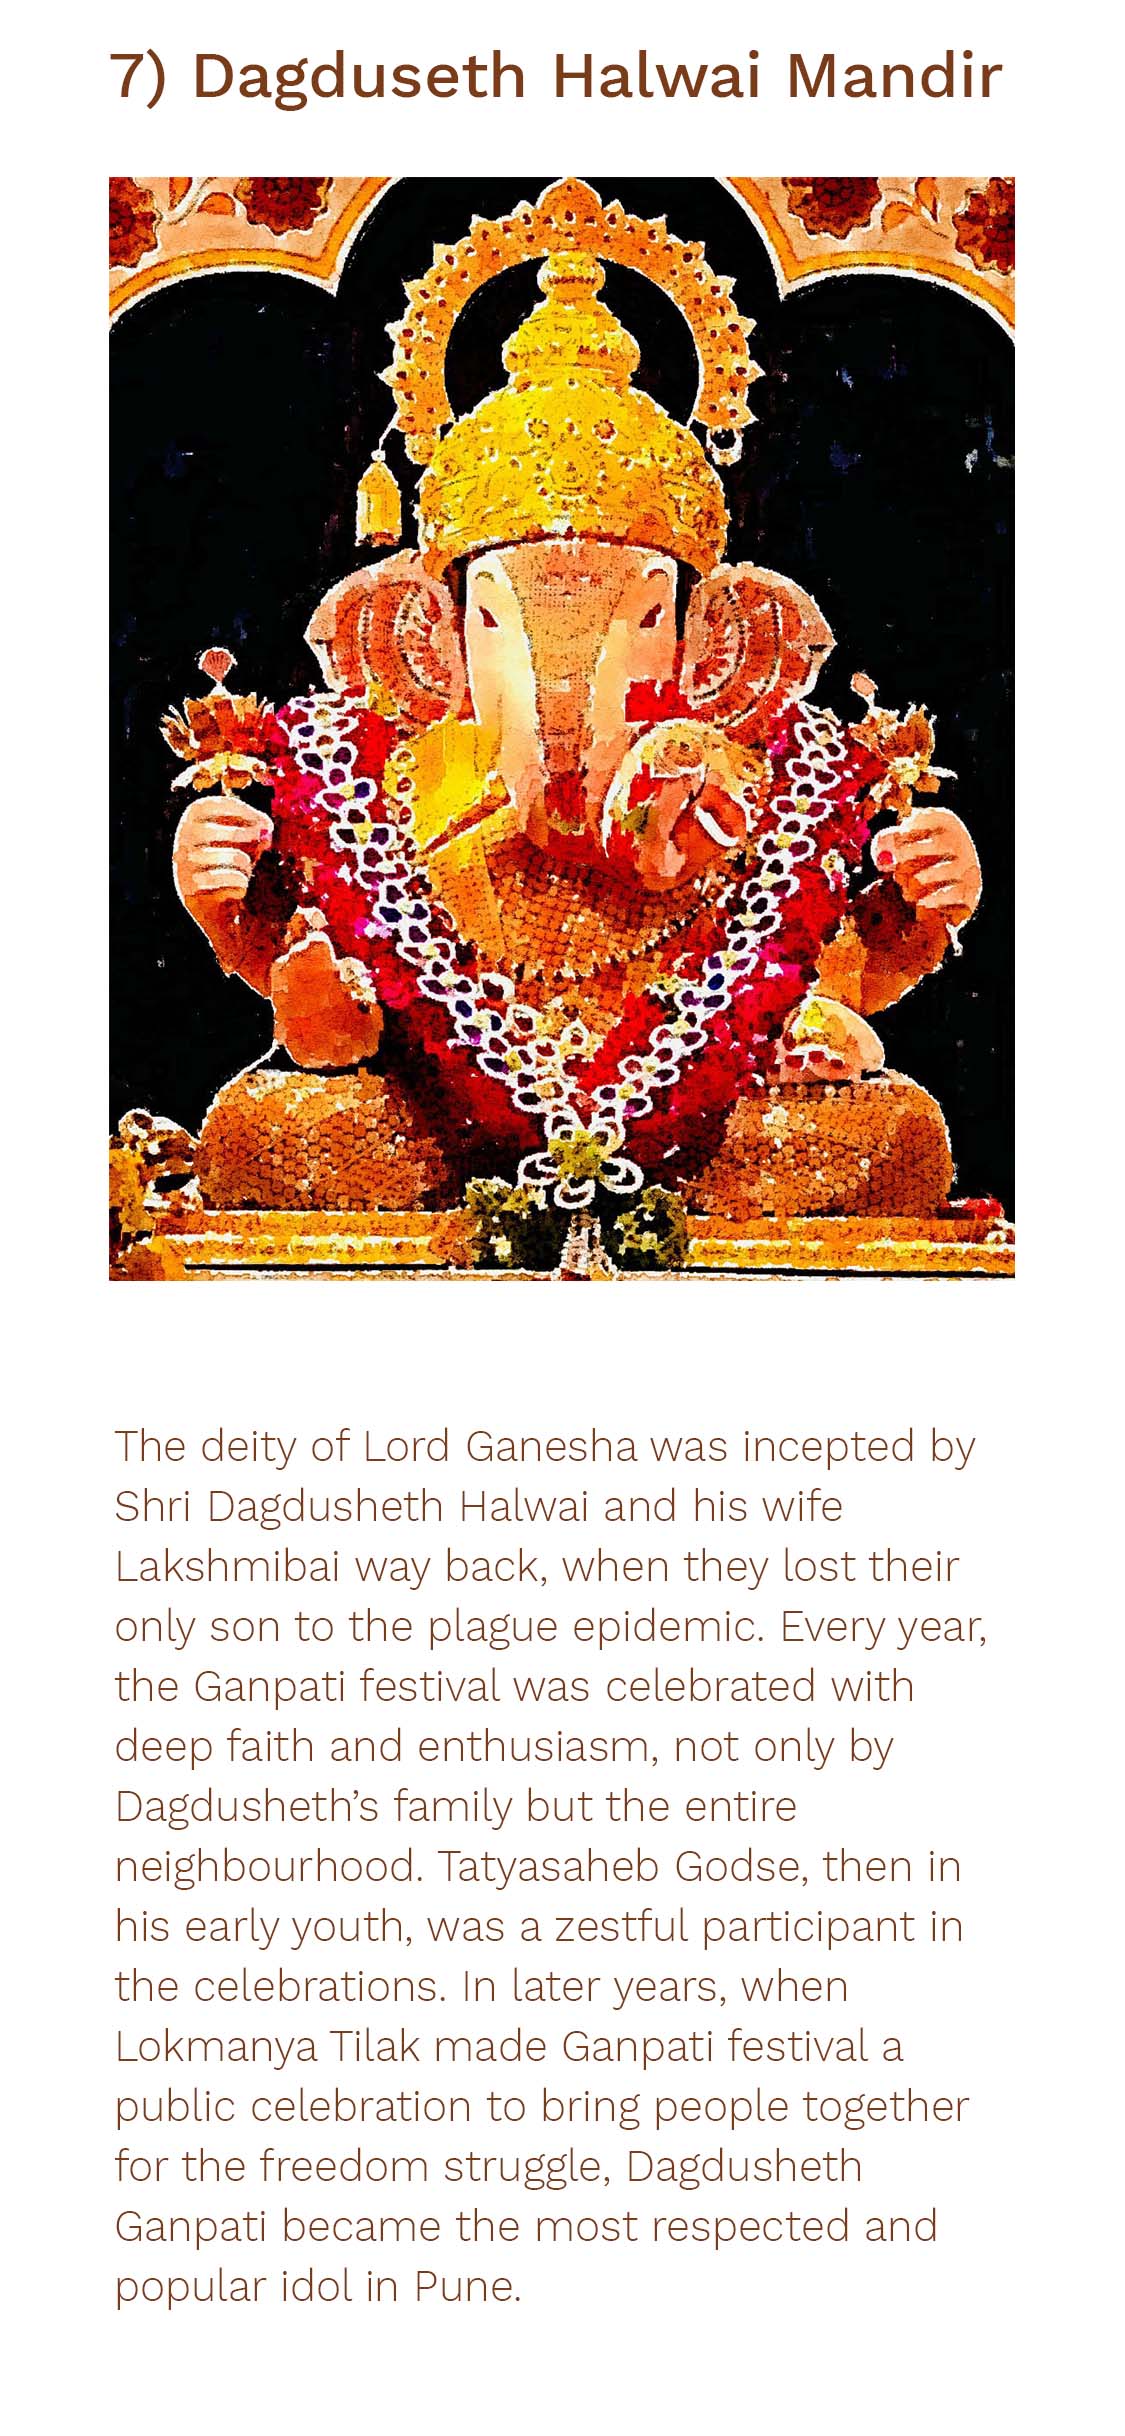 7) Dagduseth Halwai Mandir
The deity of Lord Ganesha was incepted by
Shri Dagdusheth Halwai and his wife
Lakshmibai way back, when they lost their
only son to the plague epidemic. Every year,
the Ganpati festival was celebrated with
deep faith and enthusiasm, not only by
Dagdusheth’s family but the entire
neighbourhood. Tatyasaheb Godse, then in
his early youth, was a zestful participant in
the celebrations. In later years, when
Lokmanya Tilak made Ganpati festival a
public celebration to bring people together
for the freedom struggle, Dagdusheth
Ganpati became the most respected and
popular idol in Pune.